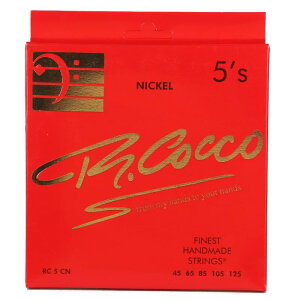 NICKEL
5's
R. Cocco
from my hands to your hands
FINEST
HANDMADE
STRINGS®
RC 5 CN
45 65 85 105 125